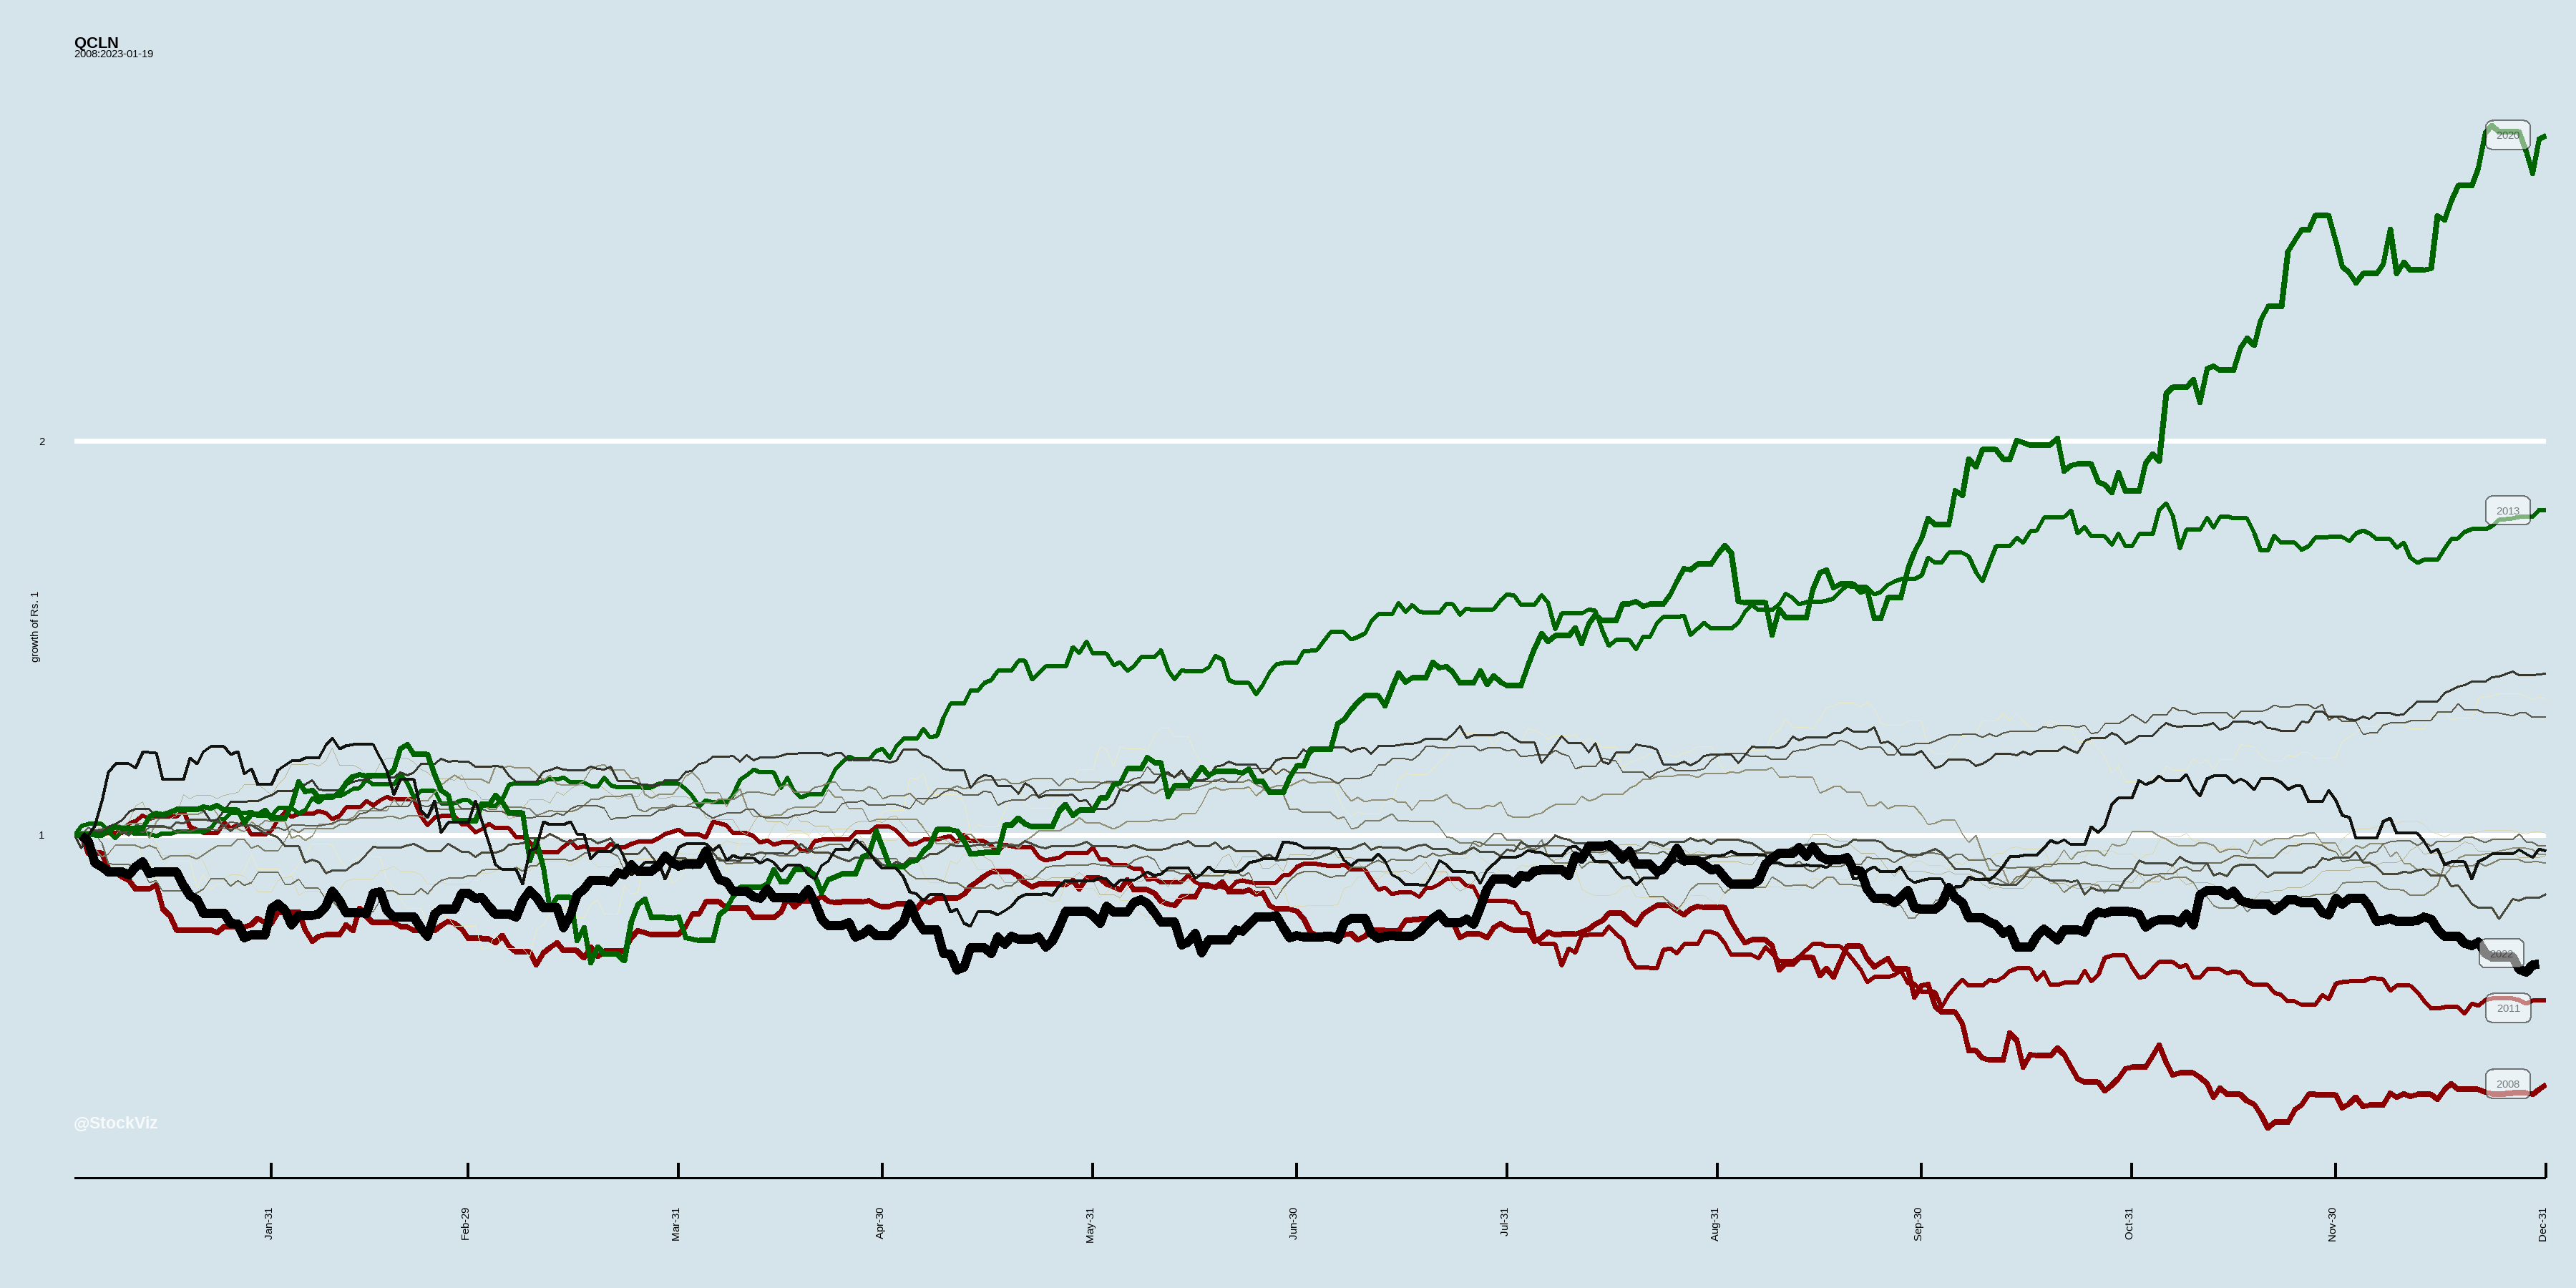 QCLN
2008:2023-01-19
2020
2
2013
growth of Rs. 1
1
2022
2011
2008
@StockViz
Jan-31
Feb-29
Mar-31
Apr-30
May-31
Jun-30
Jul-31
Aug-31
Sep-30
Oct-31
Nov-30
Dec-31